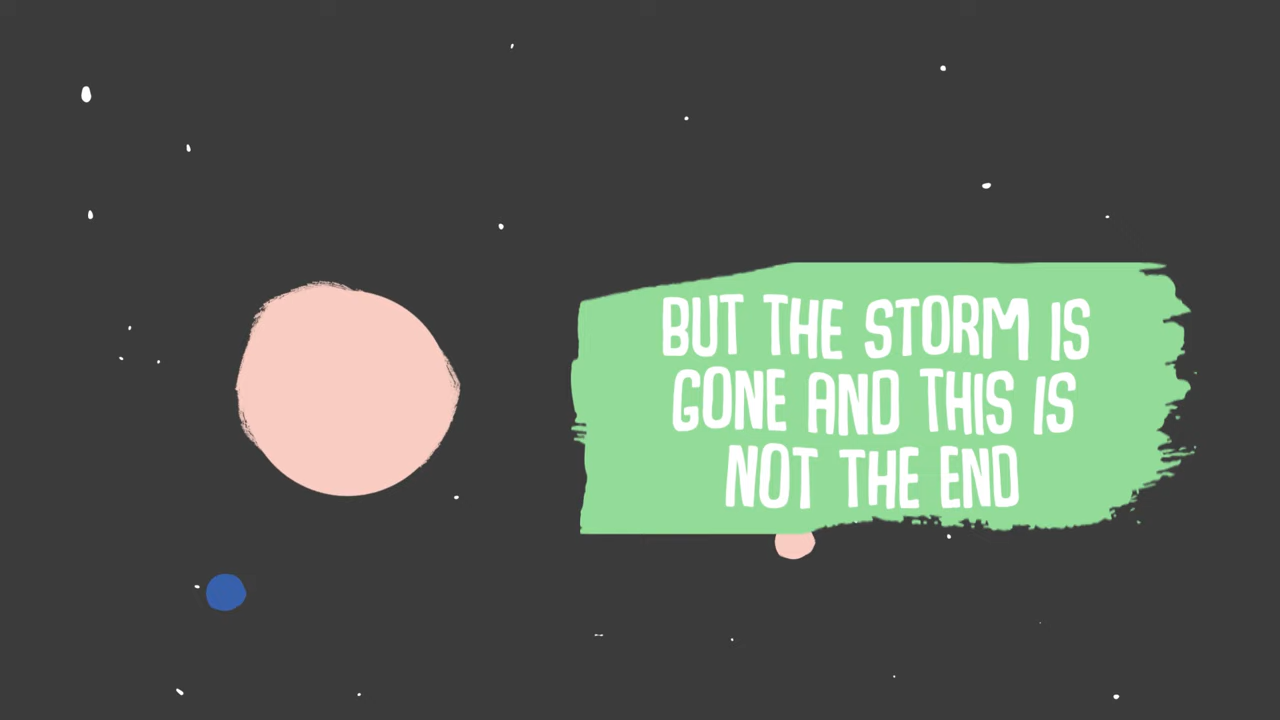 BUT THE STORM IS
GONE AND THIS IS
NOT THE END